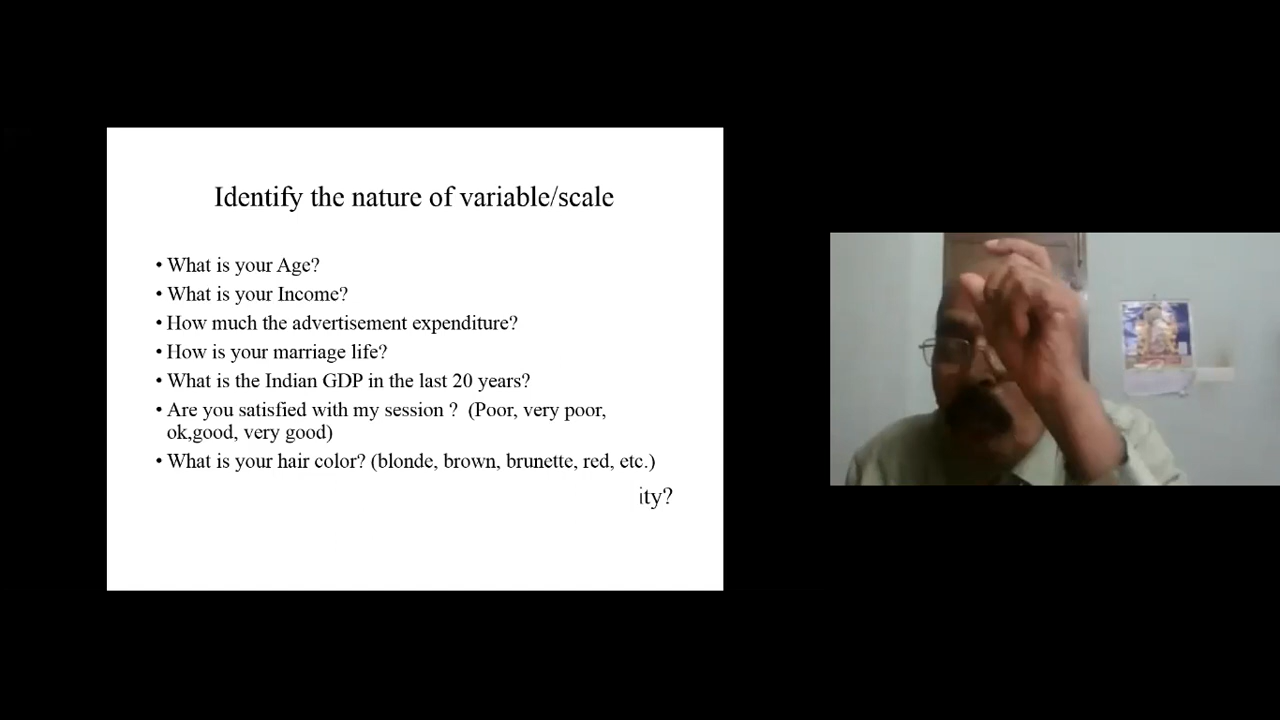 Identify the nature of variable/scale
• What is your Age?
• What is your Income?
• How much the advertisement expenditure?
• How is your marriage life?
• What is the Indian GDP in the last 20 years?
• Are you satisfied with my session ? (Poor, very poor,
ok,good, very good)
• What is your hair color? (blonde, brown, brunette, red, etc.)
ity?